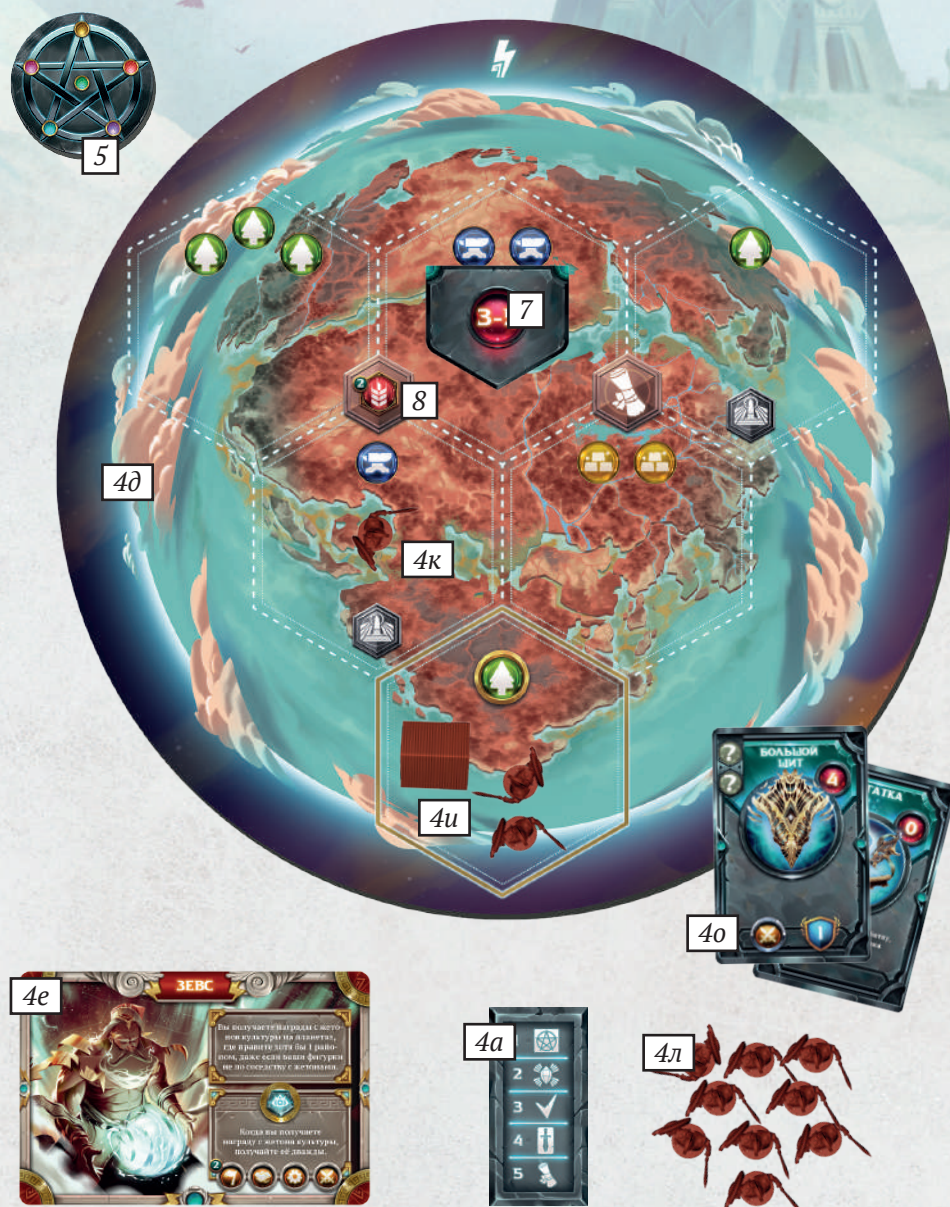 5
7
3-
2
8
4д
4к
4и
?
?
БОЛЬШОЙ
ЩИТ
4
0
4о
1
4е
ЗЕВС
Вы получаете награды с жето-
нов культуры на планетах,
где правите хотя бы 1 райо-
ном, даже если ваши фигурки
не по соседству с жетонами.
Когда вы получаете
награду с жетона культуры,
получайте её дважды.
2
4а
2
3
4
5
4л